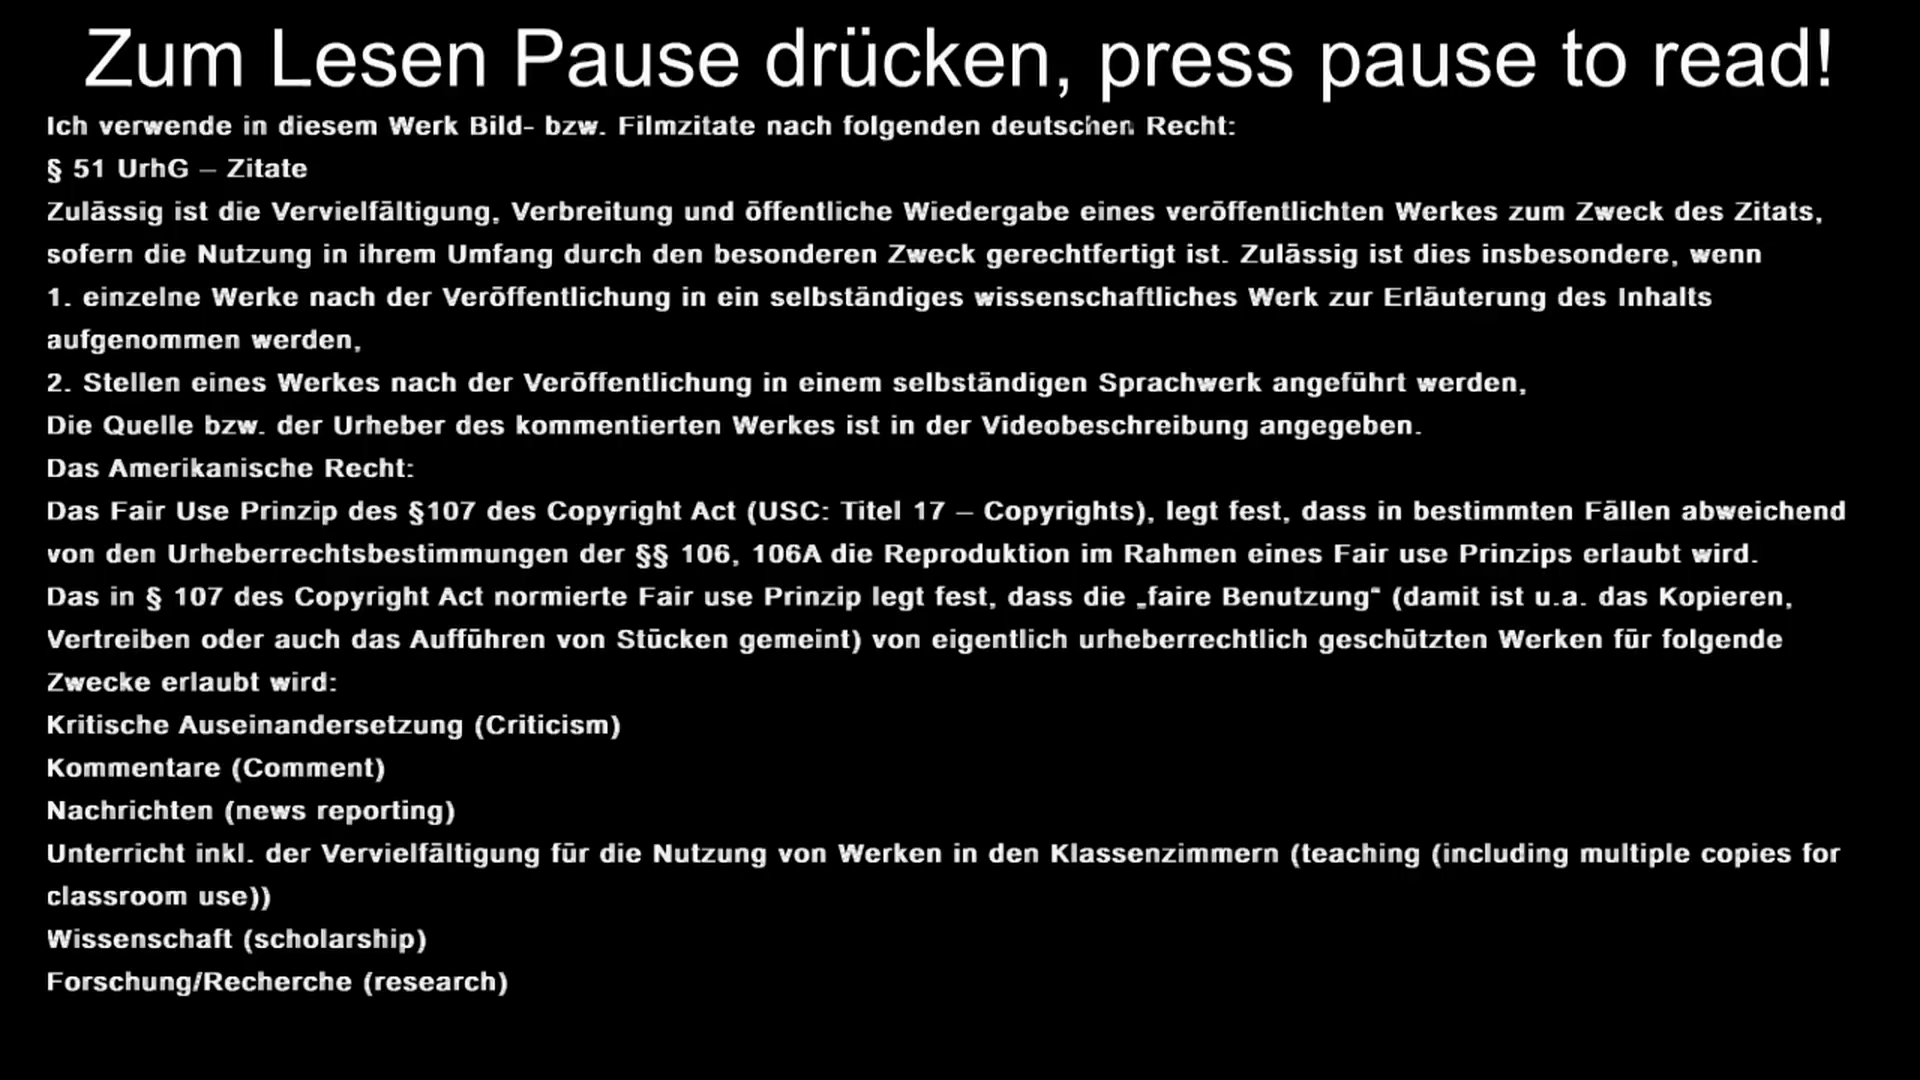 Zum Lesen Pause drücken, press pause to read!
Ich verwende in diesem Werk Bild- bzw. Filmzitate nach folgenden deutschen Recht:
§ 51 UrhG – Zitate
Zulässig ist die Vervielfältigung, Verbreitung und öffentliche Wiedergabe eines veröffentlichten Werkes zum Zweck des Zitats,
sofern die Nutzung in ihrem Umfang durch den besonderen Zweck gerechtfertigt ist. Zulässig ist dies insbesondere, wenn
1. einzelne Werke nach der Veröffentlichung in ein selbständiges wissenschaftliches Werk zur Erläuterung des Inhalts
aufgenommen werden,
2. Stellen eines Werkes nach der Veröffentlichung in einem selbständigen Sprachwerk angeführt werden,
Die Quelle bzw. der Urheber des kommentierten Werkes ist in der Videobeschreibung angegeben.
Das Amerikanische Recht:
Das Fair Use Prinzip des §107 des Copyright Act (USC: Titel 17 – Copyrights), legt fest, dass in bestimmten Fällen abweichend
von den Urheberrechtsbestimmungen der §§ 106, 106A die Reproduktion im Rahmen eines Fair use Prinzips erlaubt wird.
Das in § 107 des Copyright Act normierte Fair use Prinzip legt fest, dass die „faire Benutzung“ (damit ist u.a. das Kopieren,
Vertreiben oder auch das Aufführen von Stücken gemeint) von eigentlich urheberrechtlich geschützten Werken für folgende
Zwecke erlaubt wird:
Kritische Auseinandersetzung (Criticism)
Kommentare (Comment)
Nachrichten (news reporting)
Unterricht inkl. der Vervielfältigung für die Nutzung von Werken in den Klassenzimmern (teaching (including multiple copies for
classroom use))
Wissenschaft (scholarship)
Forschung/Recherche (research)